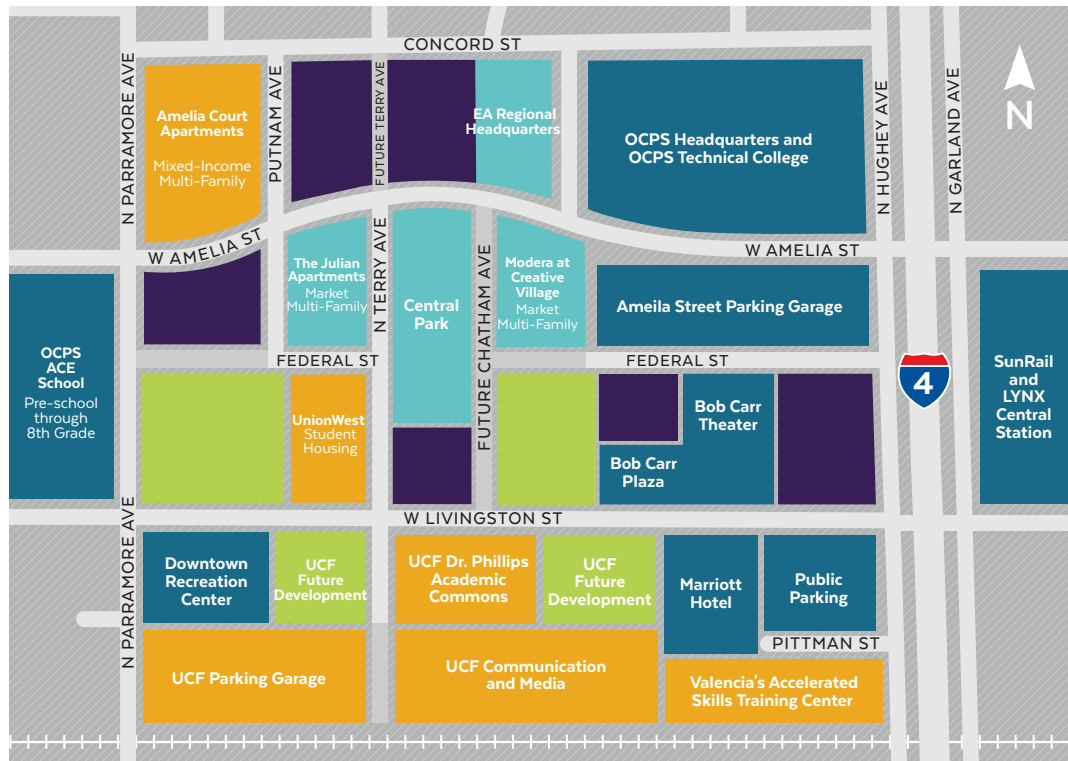 CONCORD ST
N PARRAMORE AVE
PUTNAM AVE
FUTURE TERRY AVE
N HUGHEY AVE
N GARLAND AVE
N
Amelia Court
Apartments
Mixed-Income
Multi-Family
EA Regional
Headquarters
OCPS Headquarters and
OCPS Technical College
W AMELIA ST
W AMELIA ST
The Julian
Apartments
Market
Multi-Family
N TERRY AVE
Central
Park
FUTURE CHATHAM AVE
Modera at
Creative
Village
Market
Multi-Family
Ameila Street Parking Garage
FEDERAL ST
FEDERAL ST
OCPS
ACE
School
Pre-school
through
8th Grade
UnionWest
Student
Housing
Bob Carr
Theater
Bob Carr
Plaza
4
SunRail
and
LYNX
Central
Station
N PARRAMORE AVE
W LIVINGSTON ST
Downtown
Recreation
Center
UCF
Future
Development
UCF Dr. Phillips
Academic
Commons
UCF
Future
Development
Marriott
Hotel
Public
Parking
PITTMAN ST
UCF Parking Garage
UCF Communication
and Media
Valencia's Accelerated
Skills Training Center